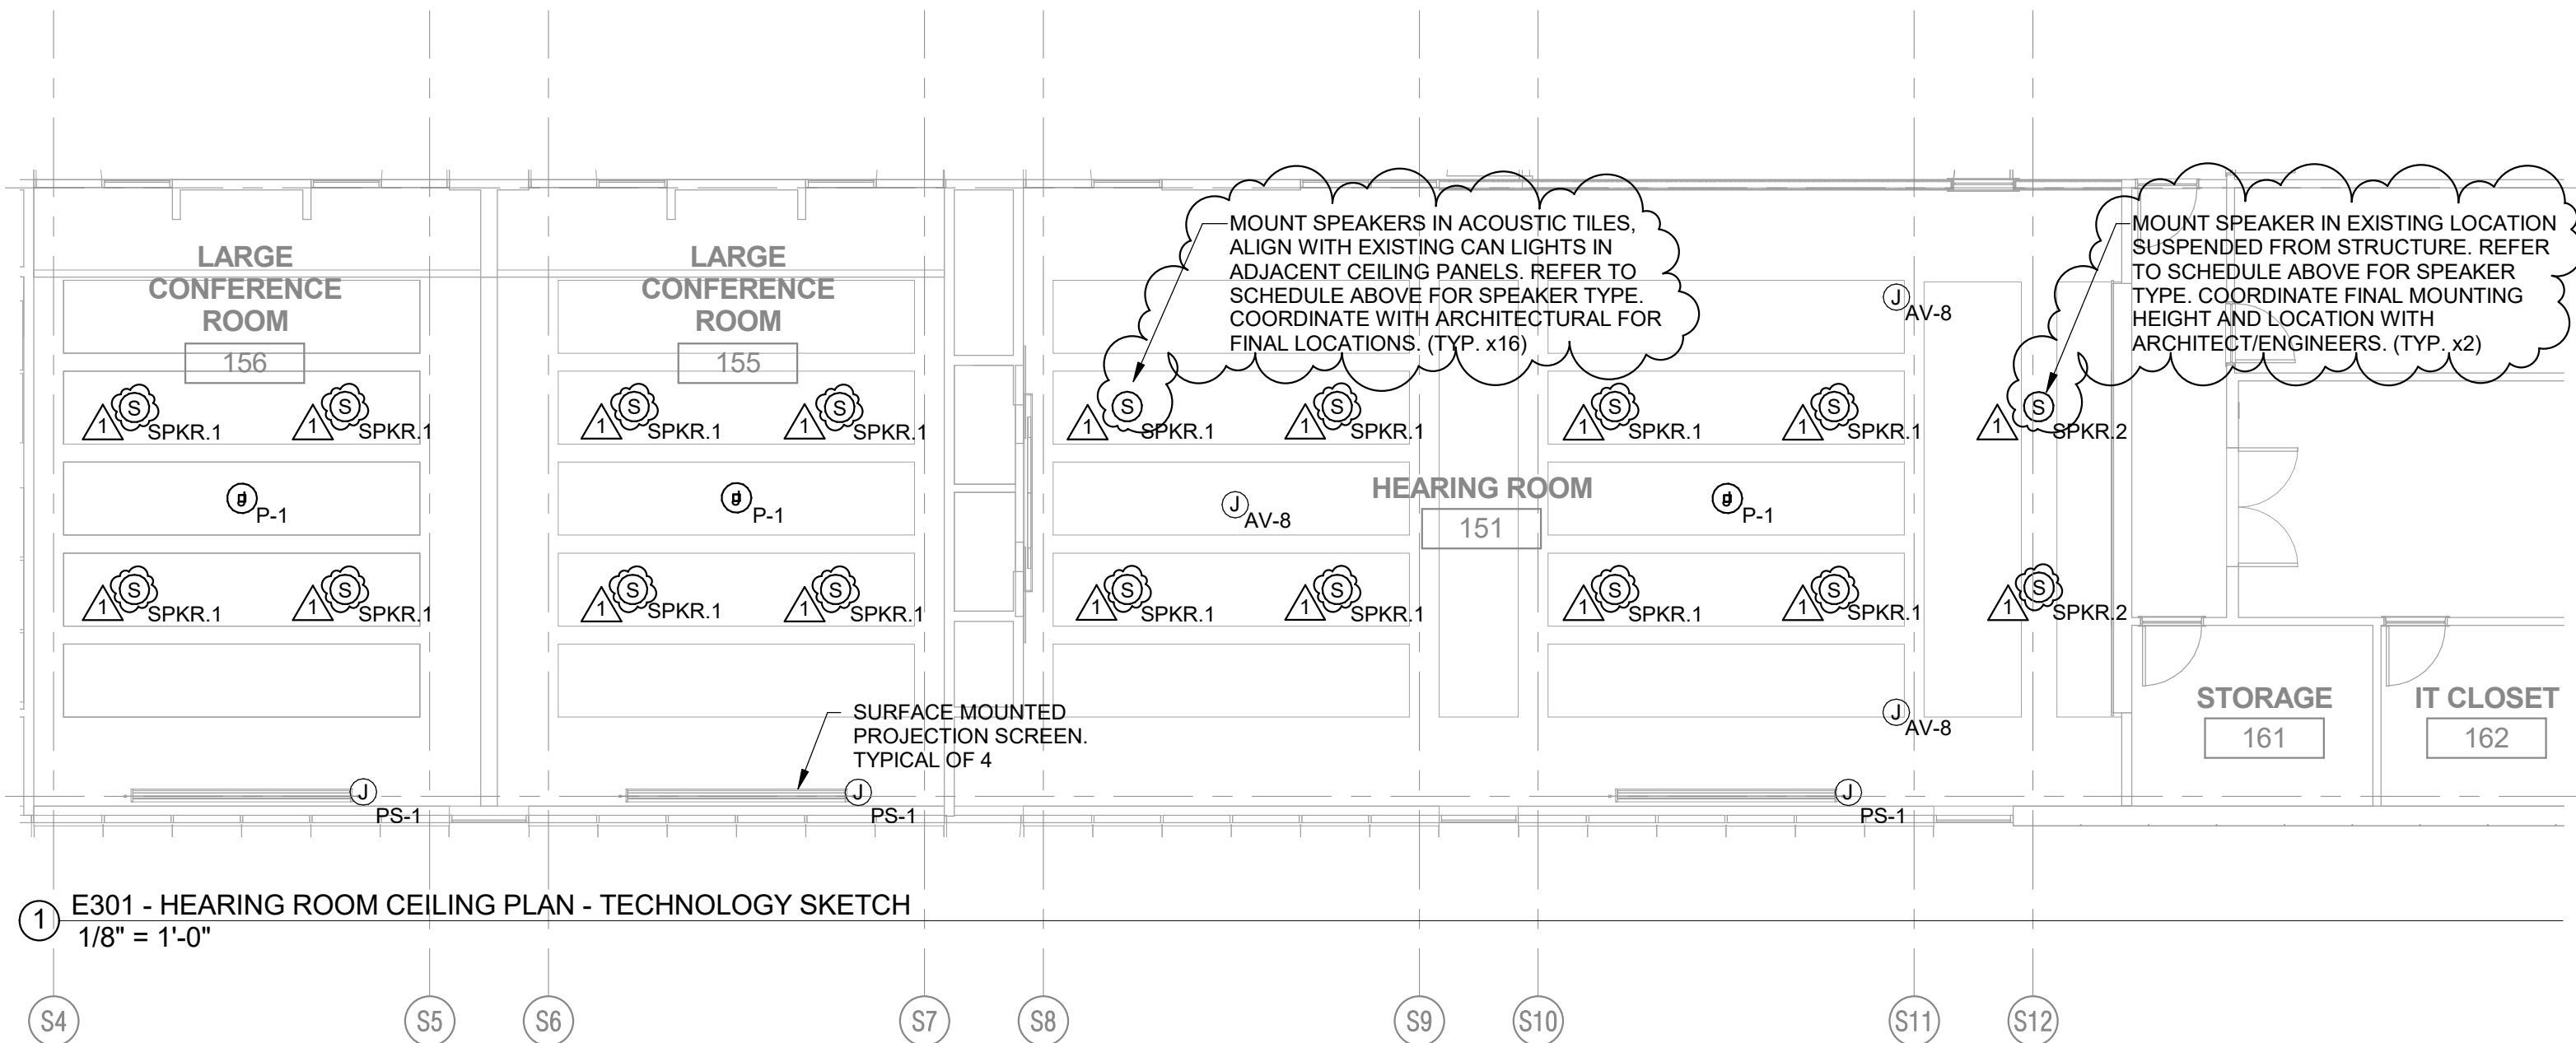 MOUNT SPEAKERS IN ACOUSTIC TILES,
ALIGN WITH EXISTING CAN LIGHTS IN
ADJACENT CEILING PANELS. REFER TO
SCHEDULE ABOVE FOR SPEAKER TYPE.
COORDINATE WITH ARCHITECTURAL FOR
FINAL LOCATIONS. (TYP. x16)
MOUNT SPEAKER IN EXISTING LOCATION
SUSPENDED FROM STRUCTURE. REFER
TO SCHEDULE ABOVE FOR SPEAKER
TYPE. COORDINATE FINAL MOUNTING
HEIGHT AND LOCATION WITH
ARCHITECT/ENGINEERS. (TYP. x2)
LARGE
CONFERENCE
ROOM
156
LARGE
CONFERENCE
ROOM
155
J
AV-8
1
S
SPKR.1
1
S
SPKR.1
1
S
SPKR.1
1
S
SPKR.1
1
S
SPKR.1
1
S
SPKR.1
1
S
SPKR.1
1
S
SPKR.1
1
S
SPKR.2
P-1
P-1
J
AV-8
HEARING ROOM
151
P-1
1
S
SPKR.1
1
S
SPKR.1
1
S
SPKR.1
1
S
SPKR.1
1
S
SPKR.1
1
S
SPKR.1
1
S
SPKR.1
1
S
SPKR.1
1
S
SPKR.2
SURFACE MOUNTED
PROJECTION SCREEN.
TYPICAL OF 4
J
AV-8
STORAGE
161
IT CLOSET
162
J
PS-1
J
PS-1
J
PS-1
1
E301 - HEARING ROOM CEILING PLAN - TECHNOLOGY SKETCH
1/8" = 1'-0"
S4
S5
S6
S7
S8
S9
S10
S11
S12